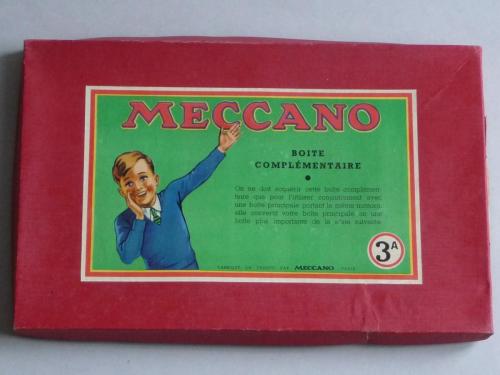 MECCANO
BOITE
COMPLÉMENTAIRE
On ne doit acquérir cette boîte complémen-
taire que pour l'utiliser conjointement avec
une boîte principale portant le même numéro,
elle convertit votre boîte principale en une
boîte plus importante de la série suivante
3A
FABRIQUÉ EN FRANCE PAR MECCANO PARIS